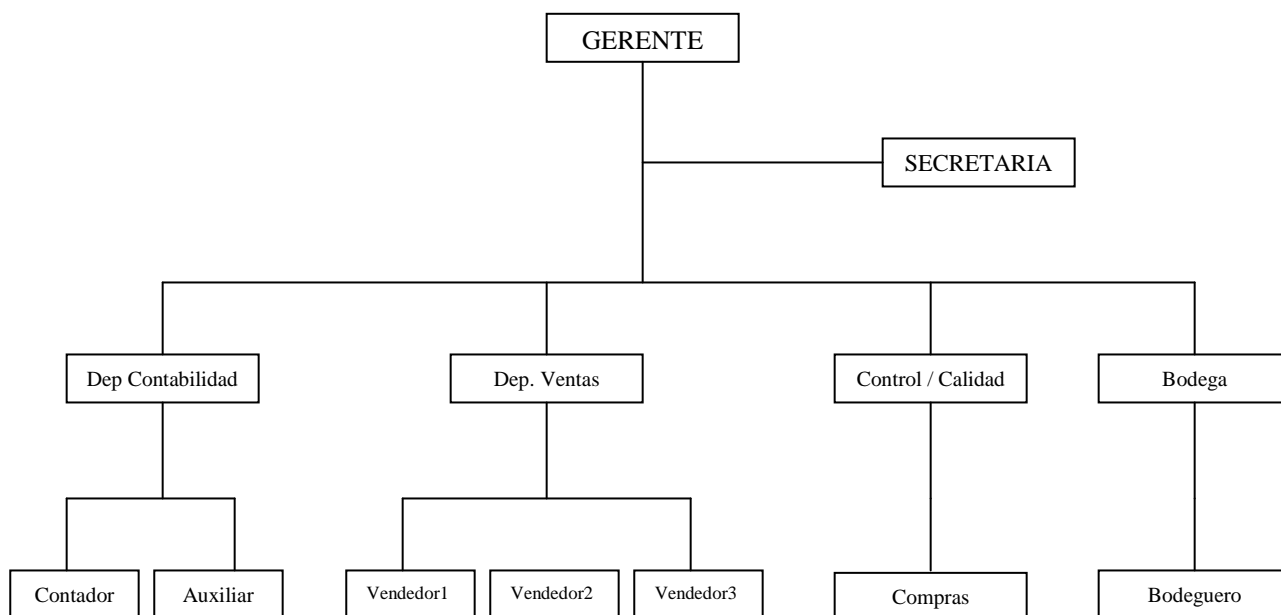 GERENTE
SECRETARIA
Dep Contabilidad
Dep. Ventas
Control / Calidad
Bodega
Contador
Auxiliar
Vendedor1
Vendedor2
Vendedor3
Compras
Bodeguero